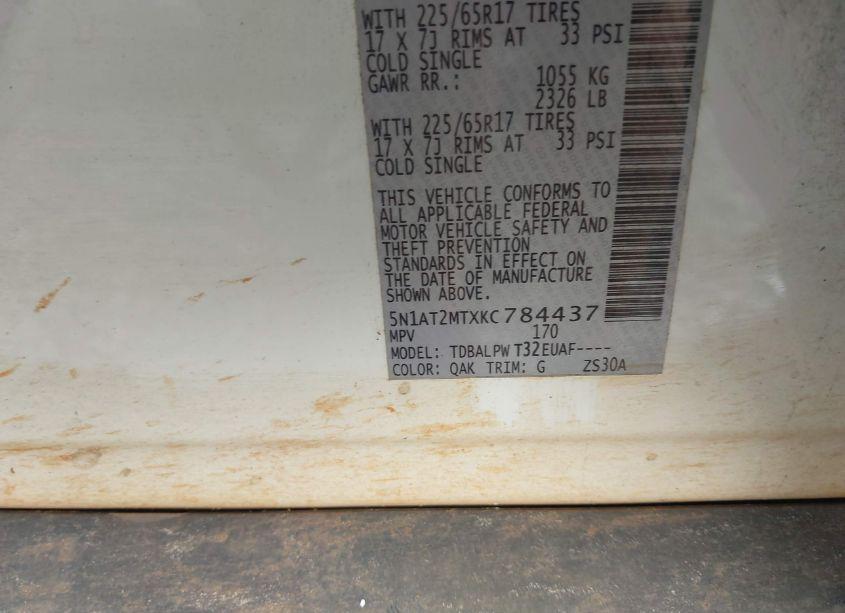 WITH 225/65R17 TIRES
17 X 7J RIMS AT 33 PSI
COLD SINGLE
GAWR RR.: 1055 KG
2326 LB
WITH 225/65R17 TIRES
17 X 7J RIMS AT 33 PSI
COLD SINGLE
THIS VEHICLE CONFORMS TO
ALL APPLICABLE FEDERAL
MOTOR VEHICLE SAFETY AND
THEFT PREVENTION
STANDARDS IN EFFECT ON
THE DATE OF MANUFACTURE
SHOWN ABOVE.
5N1AT2MTXKC784437
MPV 170
MODEL: TDBALPW T32EUAF----
COLOR: QAK TRIM: G ZS30A